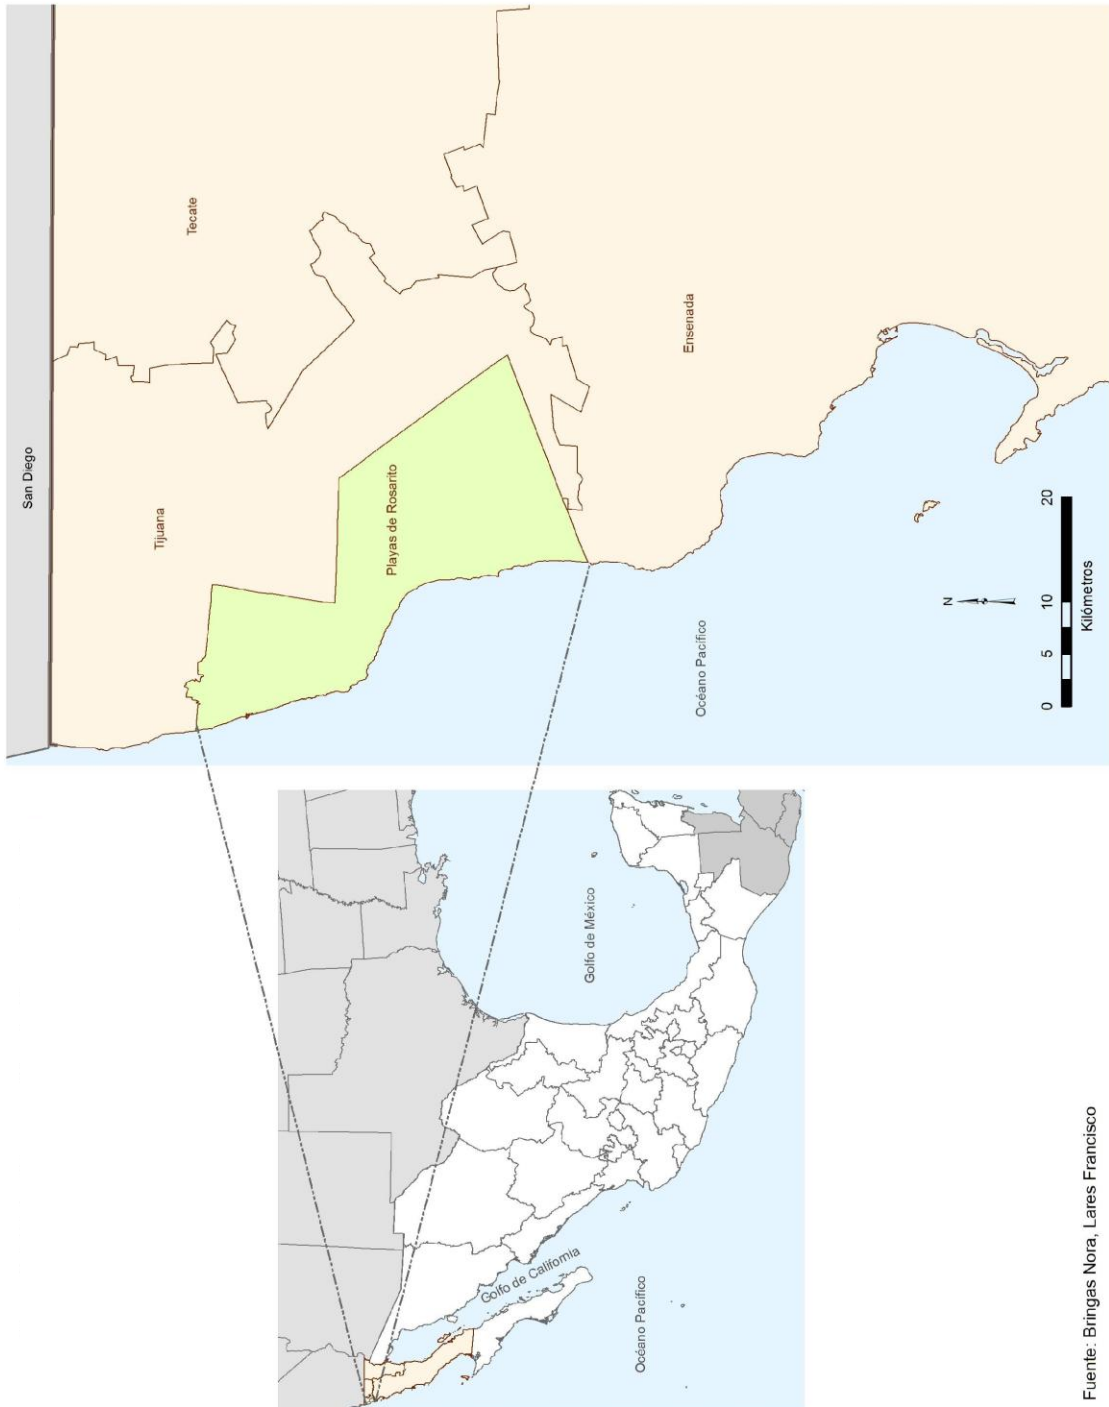 San Diego
Tijuana
Tecate
Playas de Rosarito
Ensenada
Océano Pacífico
N
0 5 10 20
Kilómetros
Golfo de México
Golfo de California
Océano Pacífico
Fuente: Bringas Nora, Lares Francisco